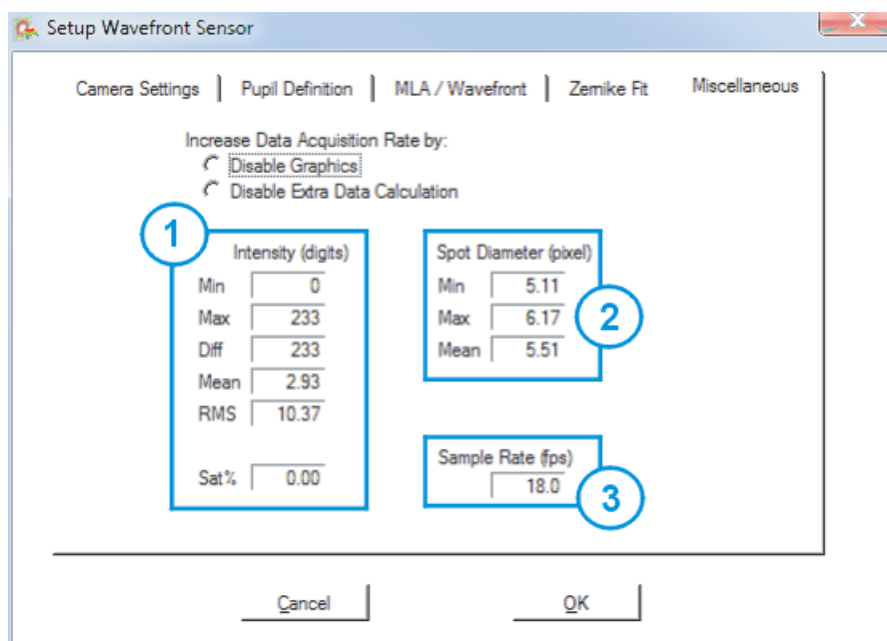 Setup Wavefront Sensor
X
Camera Settings | Pupil Definition | MLA / Wavefront | Zernike Fit Miscellaneous
Increase Data Acquisition Rate by:
Disable Graphics
Disable Extra Data Calculation
1
Intensity (digits)
Min 0
Max 233
Diff 233
Mean 2.93
RMS 10.37
Sat% 0.00
Spot Diameter (pixel)
Min 5.11
Max 6.17
Mean 5.51
2
Sample Rate (fps)
18.0
3
Cancel OK